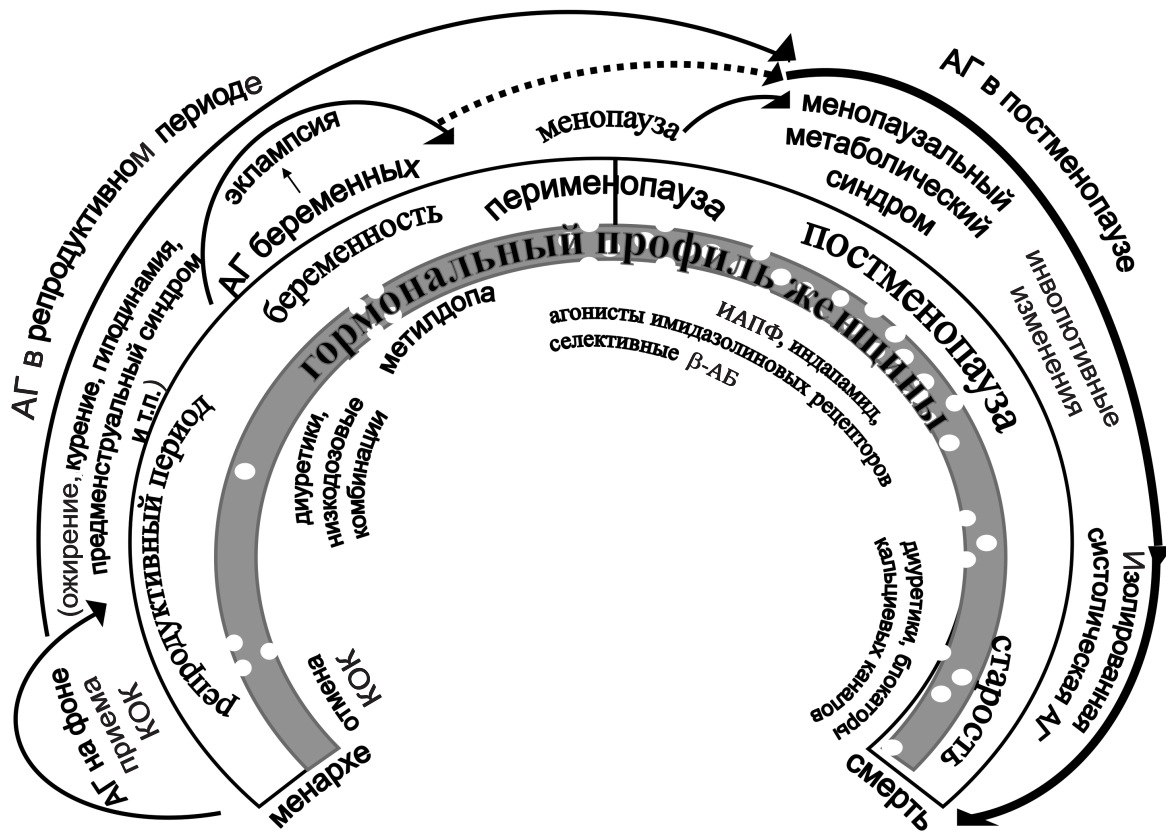 АГ в репродуктивном периоде
АГ в постменопаузе
эклампсия
АГ беременных
менопауза
менопаузальный
метаболический
синдром
(ожирение, курение, гиподинамия,
предменструальный синдром
и т.п.)
АГ на фоне
приема
КОК
инволютивные
изменения
Изолированная
систолическая АГ
менархе
репродуктивный период
беременность
перименопауза
постменопауза
старость
смерть
гормональный профиль женщины
отмена
КОК
диуретики,
низкодозовые
комбинации
метилдопа
ИАПФ, индапамид,
агонисты имидазолиновых рецепторов
селективные β-АБ
диуретики, блокаторы
кальциевых каналов